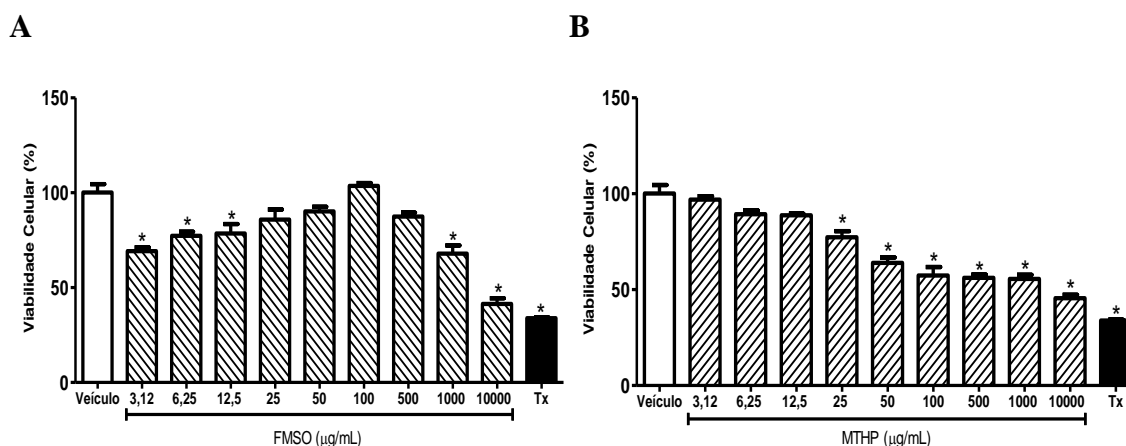 A
Viabilidade Celular (%)
150
100
50
0
Veículo 3,12 6,25 12,5 25 50 100 500 1000 10000 Tx
* * * * * *
FMSO (µg/mL)
B
Viabilidade Celular (%)
150
100
50
0
Veículo 3,12 6,25 12,5 25 50 100 500 1000 10000 Tx
* * * * * * *
MTHP (µg/mL)